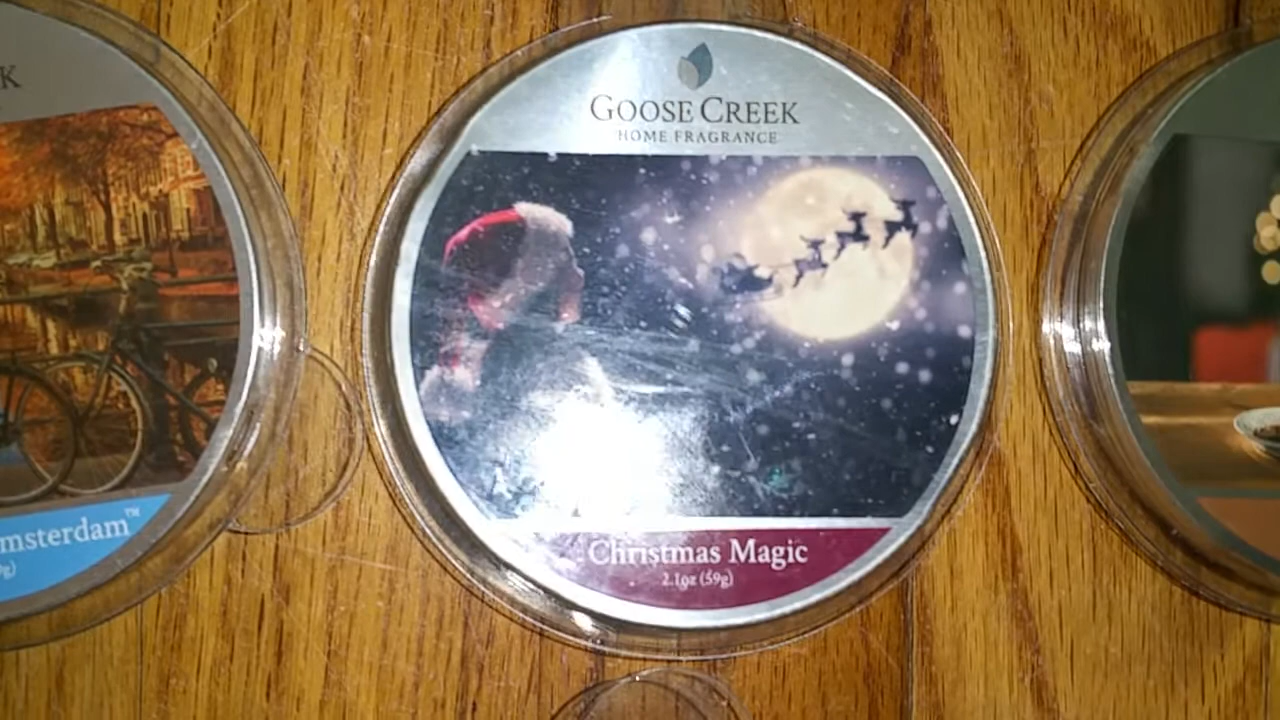 K
msterdam™
g)
GOOSE CREEK
HOME FRAGRANCE
Christmas Magic
2.1oz (59g)